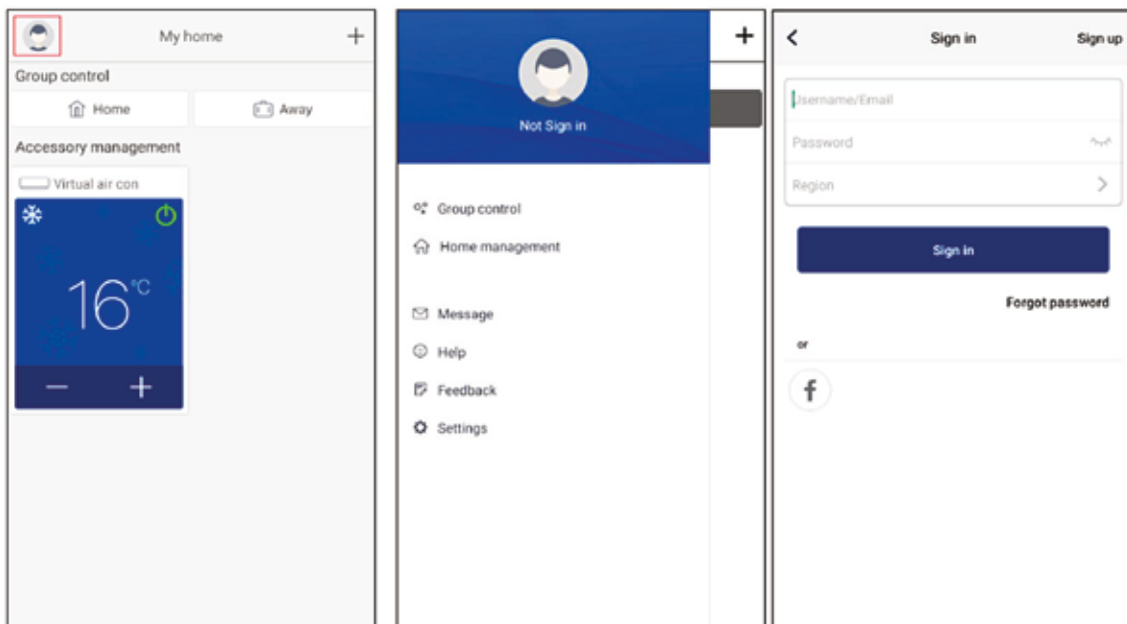 My home
+
Group control
Home
Away
Accessory management
Virtual air con
16°C
− +
+
Not Sign in
Group control
Home management
Message
Help
Feedback
Settings
Sign in
Sign up
Username/Email
Password
Region
Sign in
Forgot password
or
f